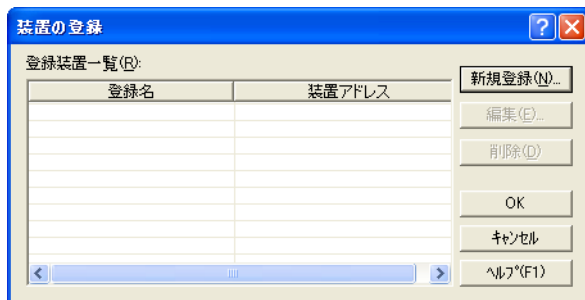 装置の登録
登録装置一覧(R):
登録名 装置アドレス
新規登録(N)...
編集(E)...
削除(D)
OK
キャンセル
ヘルプ(F1)